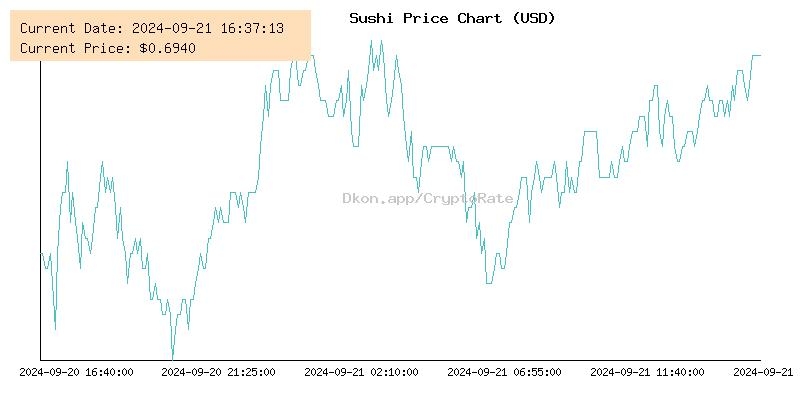 Sushi Price Chart (USD)
Current Date: 2024-09-21 16:37:13
Current Price: $0.6940
Dkon.app/CryptoRate
2024-09-20 16:40:00 2024-09-20 21:25:00 2024-09-21 02:10:00 2024-09-21 06:55:00 2024-09-21 11:40:00 2024-09-21